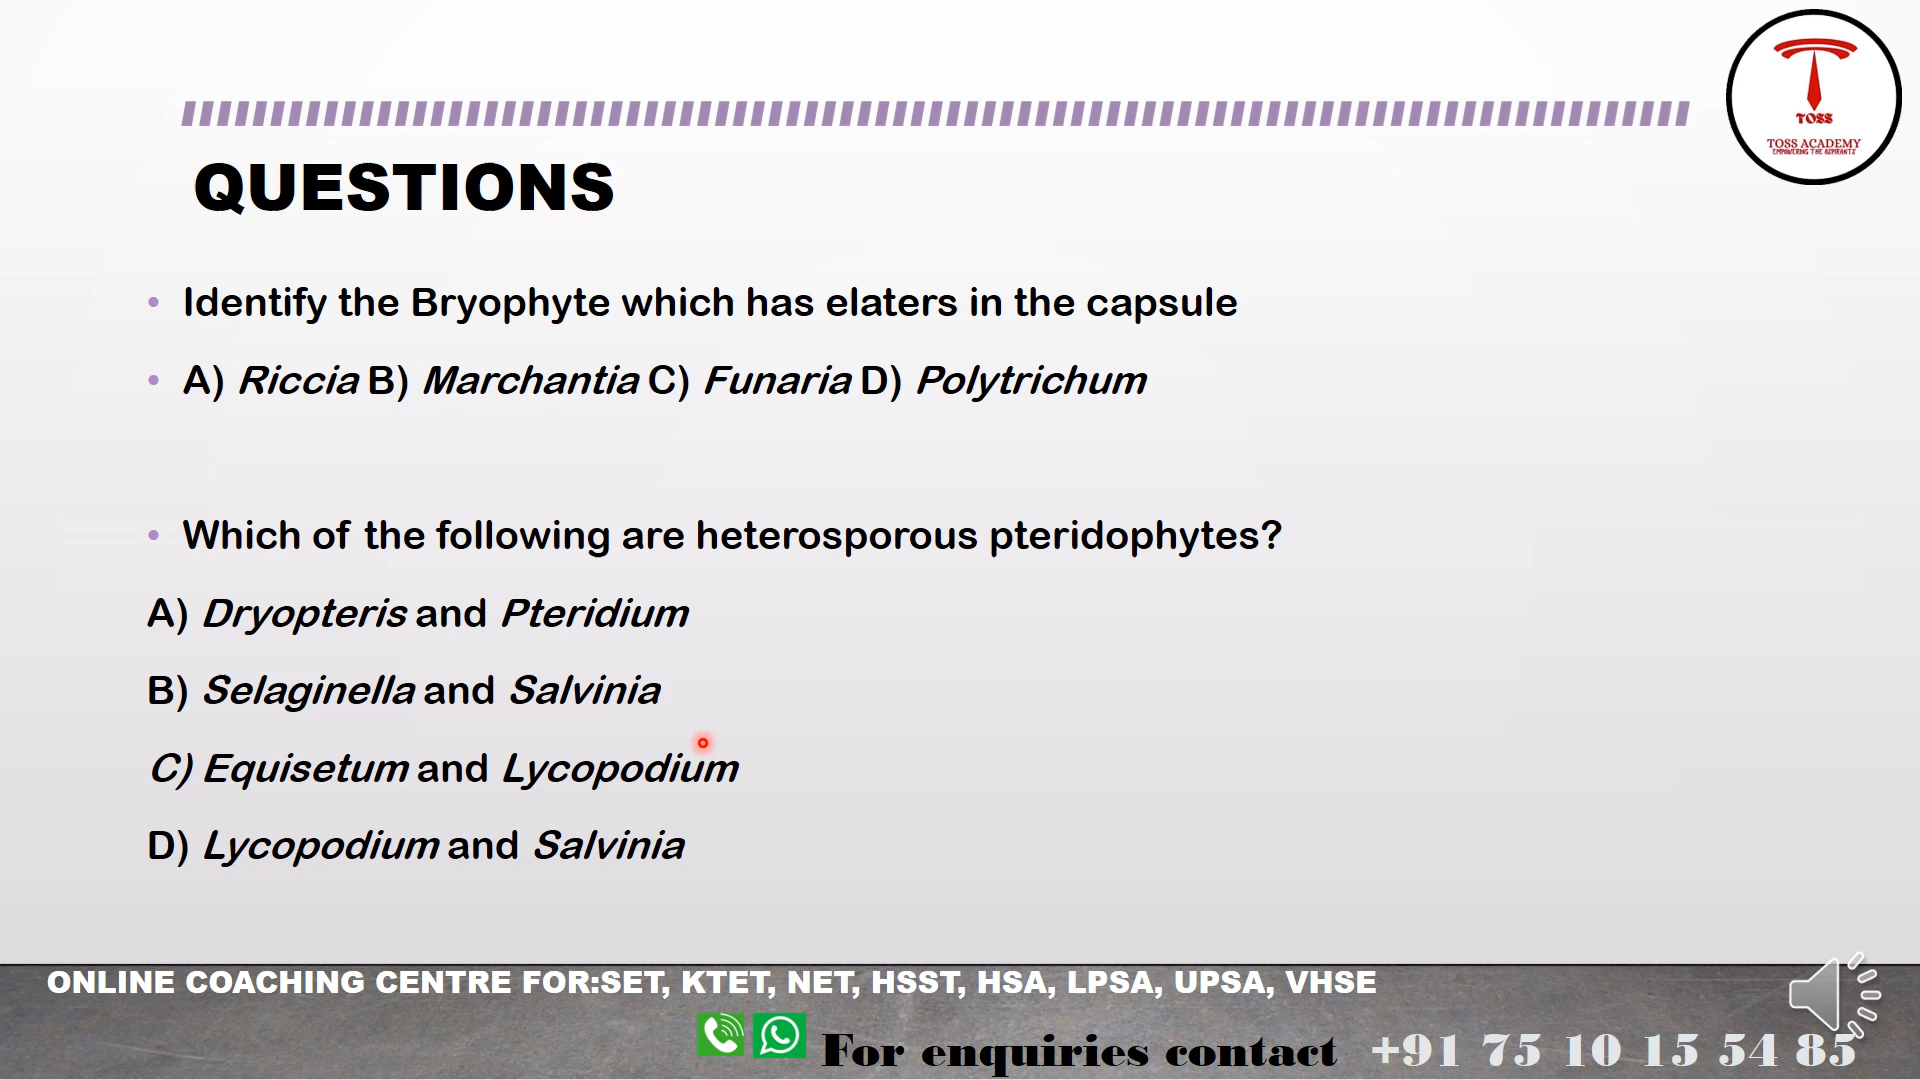 TOSS
TOSS ACADEMY
EMPOWERING THE ASPIRANTS
QUESTIONS
• Identify the Bryophyte which has elaters in the capsule
• A) Riccia B) Marchantia C) Funaria D) Polytrichum
• Which of the following are heterosporous pteridophytes?
A) Dryopteris and Pteridium
B) Selaginella and Salvinia
C) Equisetum and Lycopodium
D) Lycopodium and Salvinia
ONLINE COACHING CENTRE FOR:SET, KTET, NET, HSST, HSA, LPSA, UPSA, VHSE
For enquiries contact +91 75 10 15 54 85